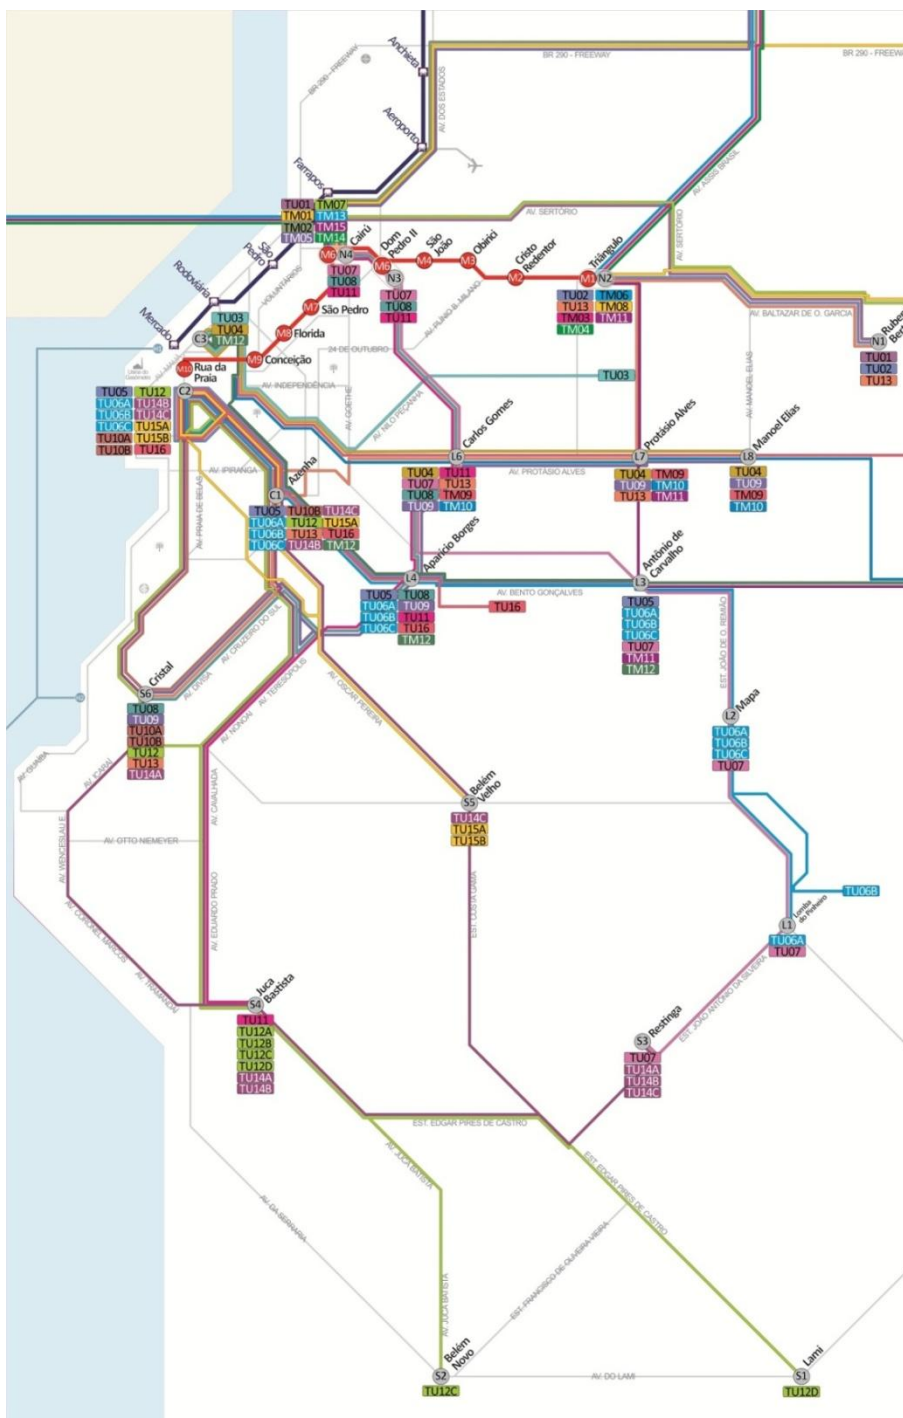 BR 290 - FREEWAY
Anchieta
AV. DOS ESTADOS
BR 290 - FREEWAY
BR 290 - FREEWAY
Aeroporto
AV. ASSIS BRASIL
Farrapos
TU01 TM07
TM01 TM13
TM02 TM15
TM05 TM14
AV. SERTÓRIO
AV. SERTÓRIO
São Pedro
Rodoviária
Mercado
VOLUNTÁRIOS
M6
N4
Cairú
TU07
TU08
TU11
Dom Pedro II
M6
N3
TU07
TU08
TU11
São João
M4
Obirici
M3
Cristo Redentor
M2
Triângulo
M1
N2
TU02 TM06
TU13 TM08
TM03 TM11
TM04
AV. PLÍNIO B. MILANO
AV. BALTAZAR DE O. GARCIA
N1
TU01
TU02
TU13
TU03
TU04
TM12
C3
M7
São Pedro
M8
Florida
M9
Conceição
M10
Rua da Praia
24 DE OUTUBRO
AV. MAUÁ
AV. INDEPENDÊNCIA
AV. GOETHE
AV. NILO PEÇANHA
TU03
AV. MANOEL ELIAS
C2
TU05 TU12
TU06A TU14B
TU06B TU14C
TU06C TU15A
TU10A TU15B
TU10B TU16
Carlos Gomes
L6
TU04 TU11
TU07 TU13
TU08 TM09
TU09 TM10
AV. PROTÁSIO ALVES
Protásio Alves
L7
TU04 TM09
TU09 TM10
TU13 TM11
Manoel Elias
L8
TU04
TU09
TM09
TM10
AV. IPIRANGA
AV. PRAIA DE BELAS
Azenha
C1
TU05 TU10B TU14C
TU06A TU12 TU15A
TU06B TU13 TU16
TU06C TU14B TM12
Aparício Borges
L4
TU05 TU08
TU06A TU09
TU06B TU11
TU06C TU16
TM12
AV. BENTO GONÇALVES
TU16
Antônio de Carvalho
L3
TU05
TU06A
TU06B
TU06C
TU07
TM11
TM12
EST. JOÃO DE O. REMIÃO
AV. CRUZEIRO DO SUL
AV. DIVISA
AV. TERESÓPOLIS
AV. NONOAI
AV. OSCAR PEREIRA
Cristal
S6
TU08
TU09
TU10A
TU10B
TU12
TU13
TU14A
Mapa
L2
TU06A
TU06B
TU06C
TU07
AV. GUAÍBA
AV. ICARAÍ
AV. CAVALHADA
AV. OTTO NIEMEYER
AV. WENCESLAU E.
AV. EDUARDO PRADO
AV. CORONEL MARCOS
AV. TRAMANDAÍ
Belém Velho
S5
TU14C
TU15A
TU15B
EST. COSTA GAMA
TU06B
Lomba do Pinheiro
L1
TU06A
TU07
EST. JOÃO ANTONIO DA SILVEIRA
Juca Bastista
S4
TU11
TU12A
TU12B
TU12C
TU12D
TU14A
TU14B
Restinga
S3
TU07
TU14A
TU14B
TU14C
EST. EDGAR PIRES DE CASTRO
EST. EDGAR PIRES DE CASTRO
AV. JUCA BATISTA
AV. DA SERRARIA
EST. FRANCISCO DE OLIVEIRA VIEIRA
AV. JUCA BATISTA
Belém Novo
S2
TU12C
AV. DO LAMI
Lami
S1
TU12D